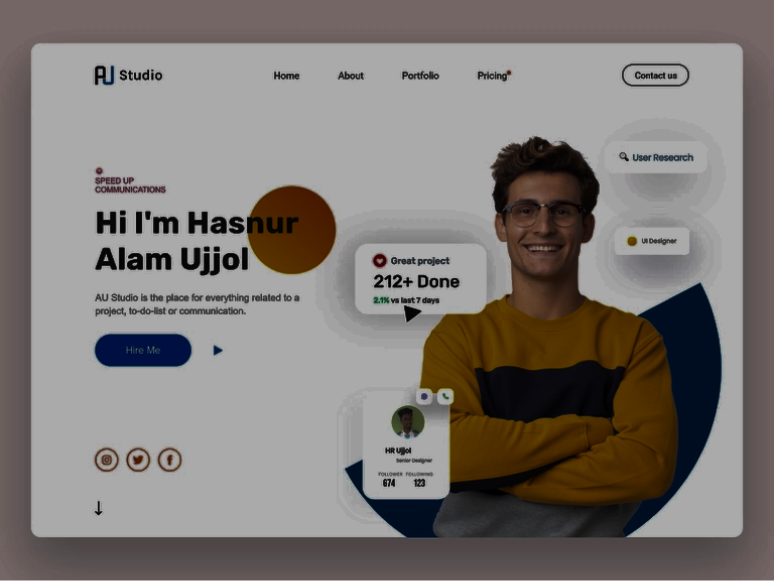 AU Studio
Home
About
Portfolio
Pricing
Contact us
SPEED UP
COMMUNICATIONS
Hi I'm Hasnur
Alam Ujjol
AU Studio is the place for everything related to a
project, to-do-list or communication.
Hire Me
Great project
212+ Done
2.1% vs last 7 days
User Research
UI Designer
HR Ujjol
Senior Designer
FOLLOWER FOLLOWING
674 123